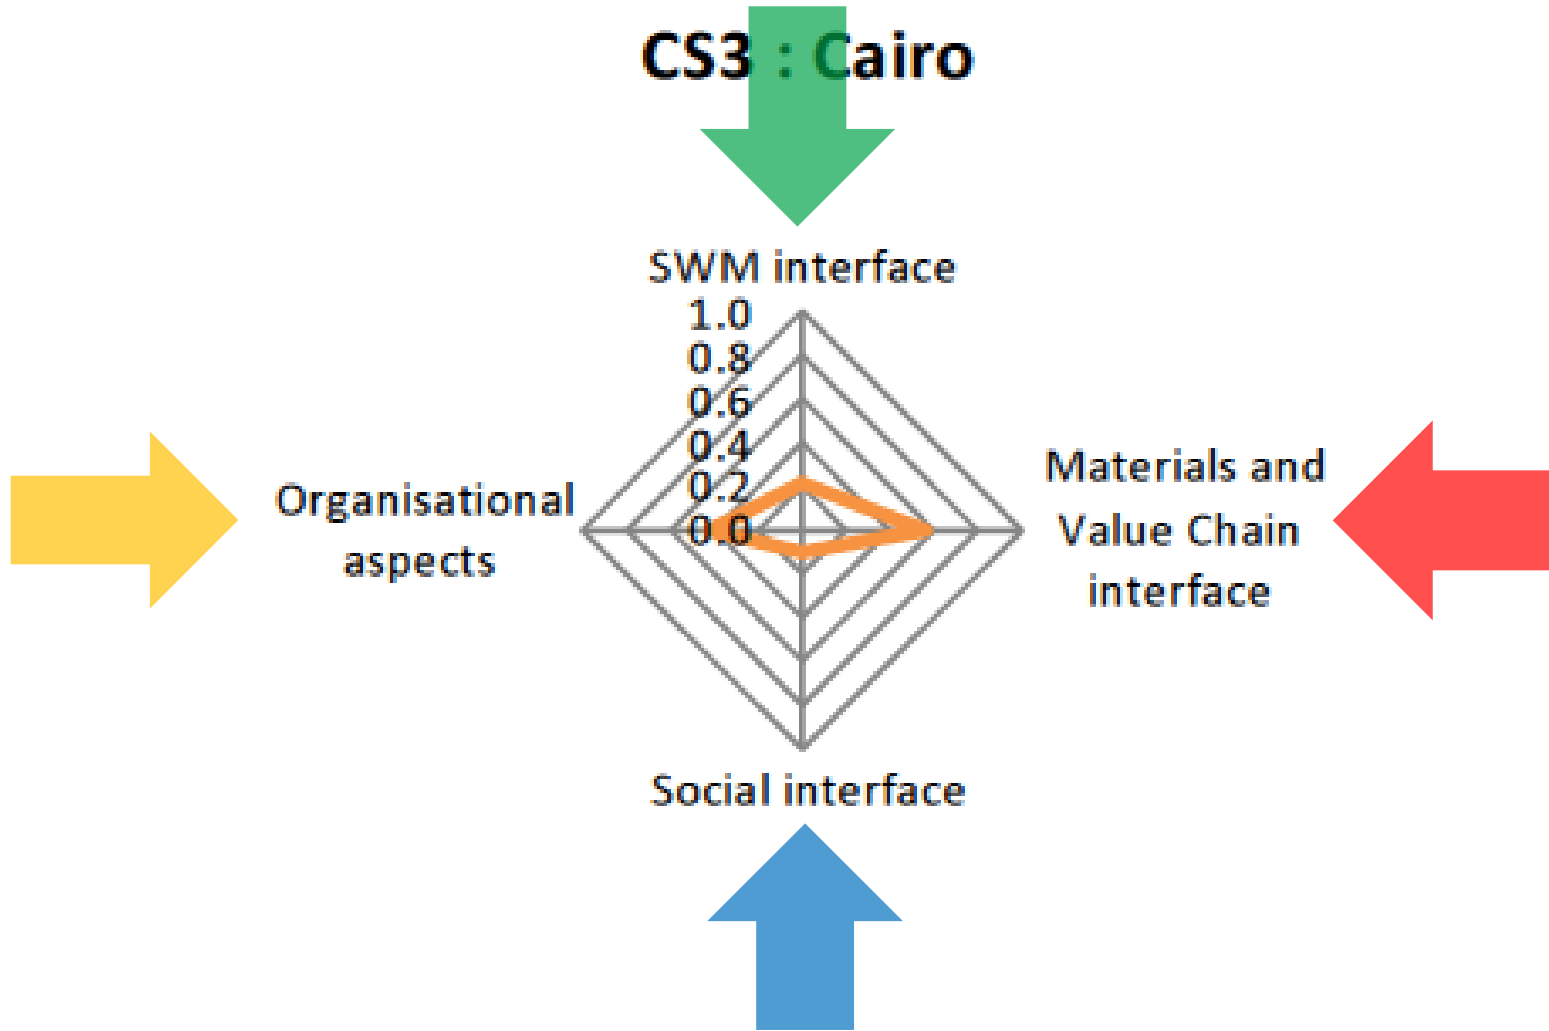 CS3 : Cairo
SWM interface
1.0
0.8
0.6
0.4
0.2
0.0
Organisational
aspects
Materials and
Value Chain
interface
Social interface